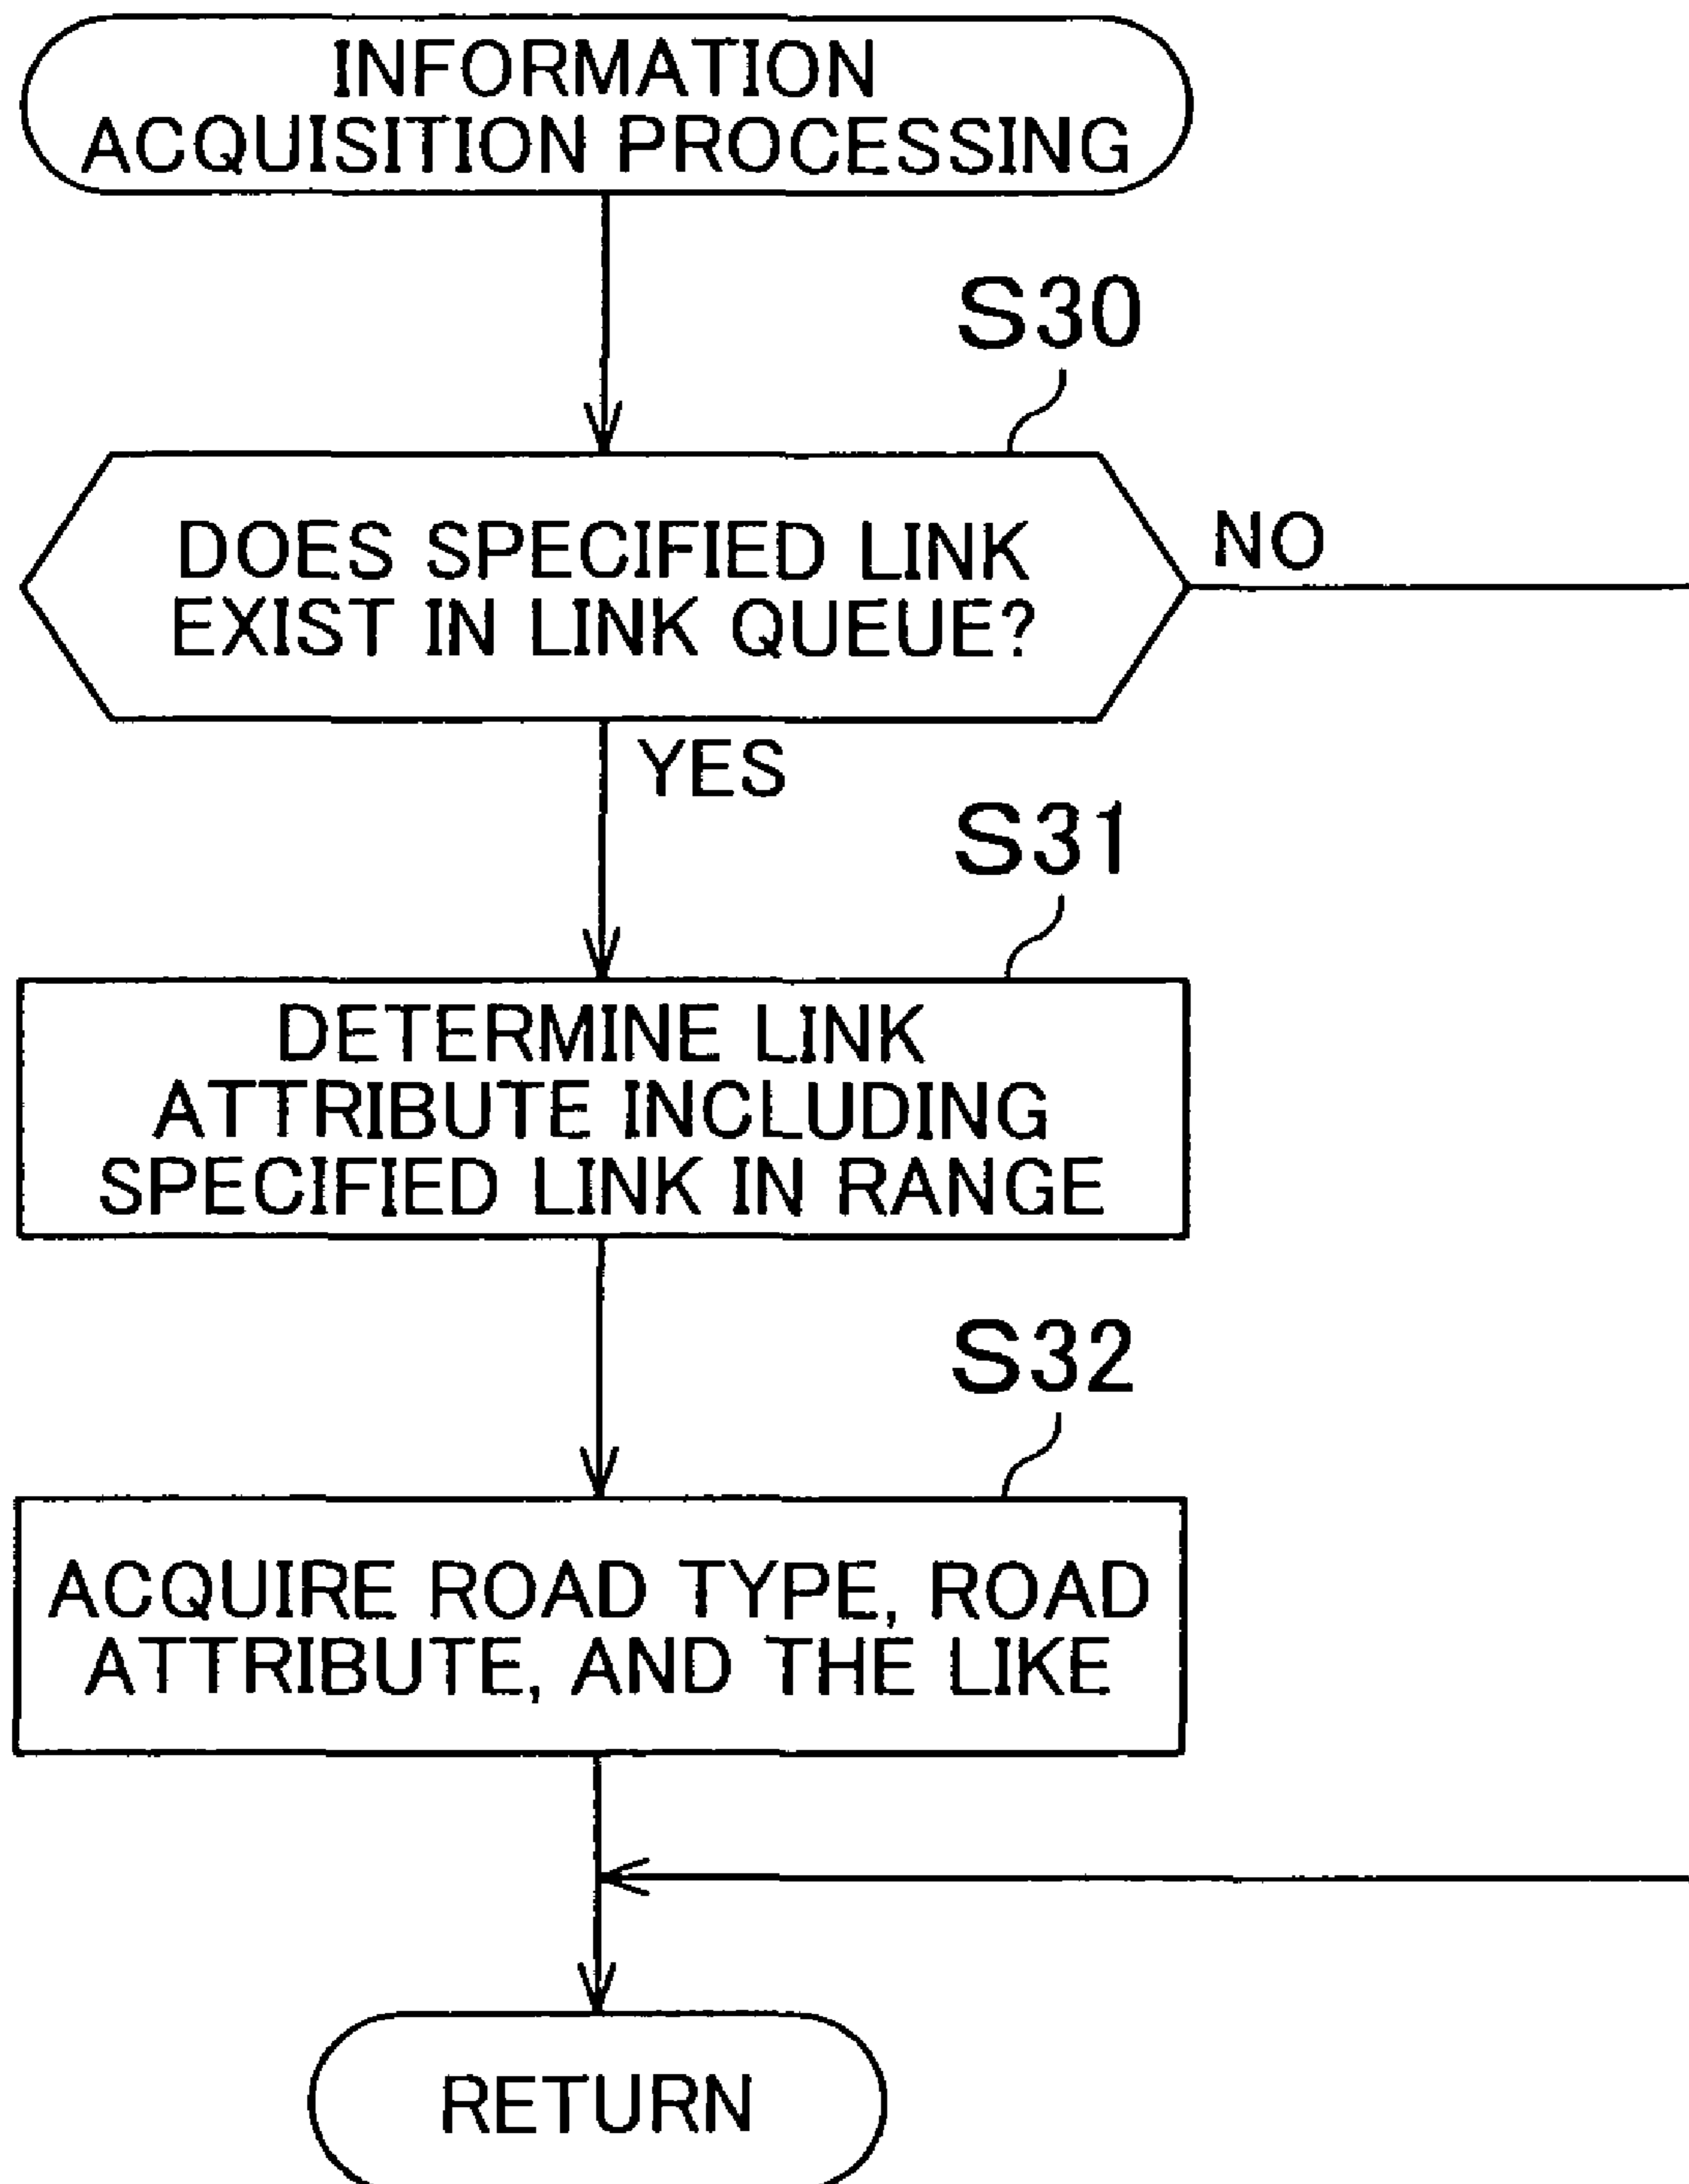 INFORMATION
ACQUISITION PROCESSING
S30
DOES SPECIFIED LINK
EXIST IN LINK QUEUE?
NO
YES
S31
DETERMINE LINK
ATTRIBUTE INCLUDING
SPECIFIED LINK IN RANGE
S32
ACQUIRE ROAD TYPE, ROAD
ATTRIBUTE, AND THE LIKE
RETURN